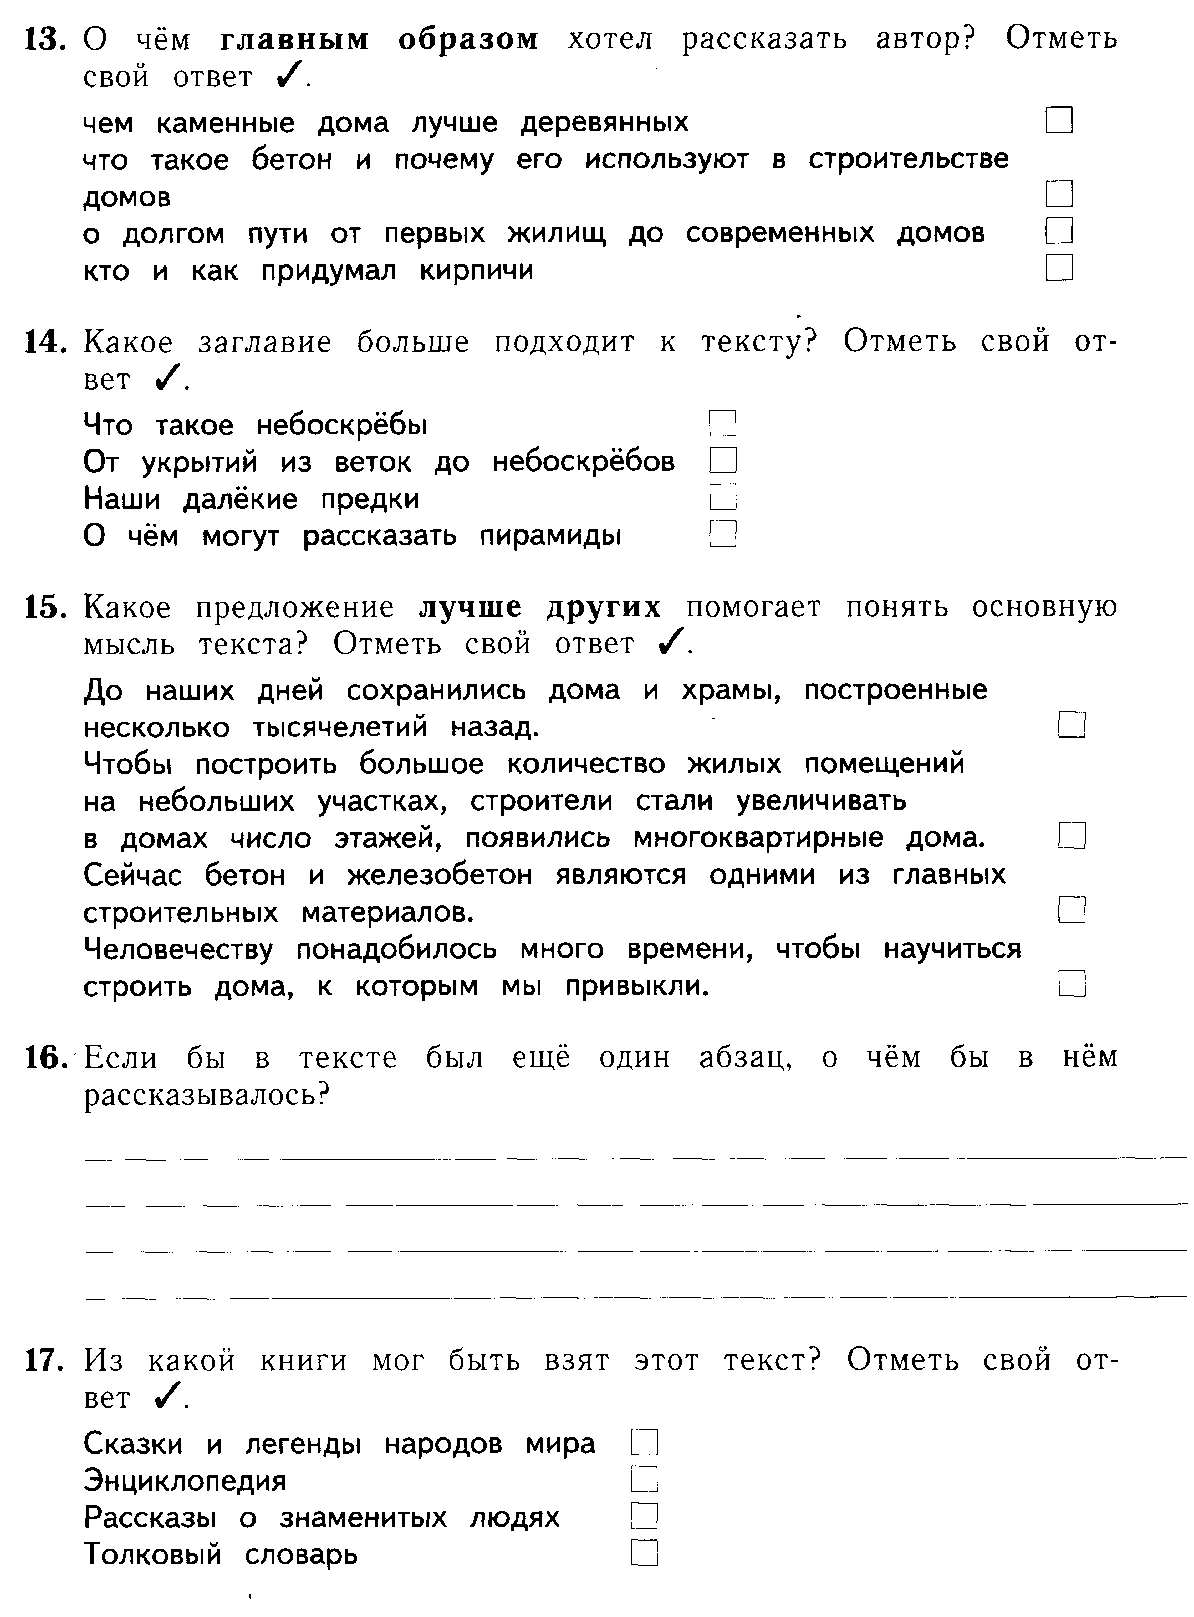 13. О чём главным образом хотел рассказать автор? Отметь
свой ответ ✓.
чем каменные дома лучше деревянных
что такое бетон и почему его используют в строительстве
домов
о долгом пути от первых жилищ до современных домов
кто и как придумал кирпичи
14. Какое заглавие больше подходит к тексту? Отметь свой от-
вет ✓.
Что такое небоскрёбы
От укрытий из веток до небоскрёбов
Наши далёкие предки
О чём могут рассказать пирамиды
15. Какое предложение лучше других помогает понять основную
мысль текста? Отметь свой ответ ✓.
До наших дней сохранились дома и храмы, построенные
несколько тысячелетий назад.
Чтобы построить большое количество жилых помещений
на небольших участках, строители стали увеличивать
в домах число этажей, появились многоквартирные дома.
Сейчас бетон и железобетон являются одними из главных
строительных материалов.
Человечеству понадобилось много времени, чтобы научиться
строить дома, к которым мы привыкли.
16. Если бы в тексте был ещё один абзац, о чём бы в нём
рассказывалось?
17. Из какой книги мог быть взят этот текст? Отметь свой от-
вет ✓.
Сказки и легенды народов мира
Энциклопедия
Рассказы о знаменитых людях
Толковый словарь